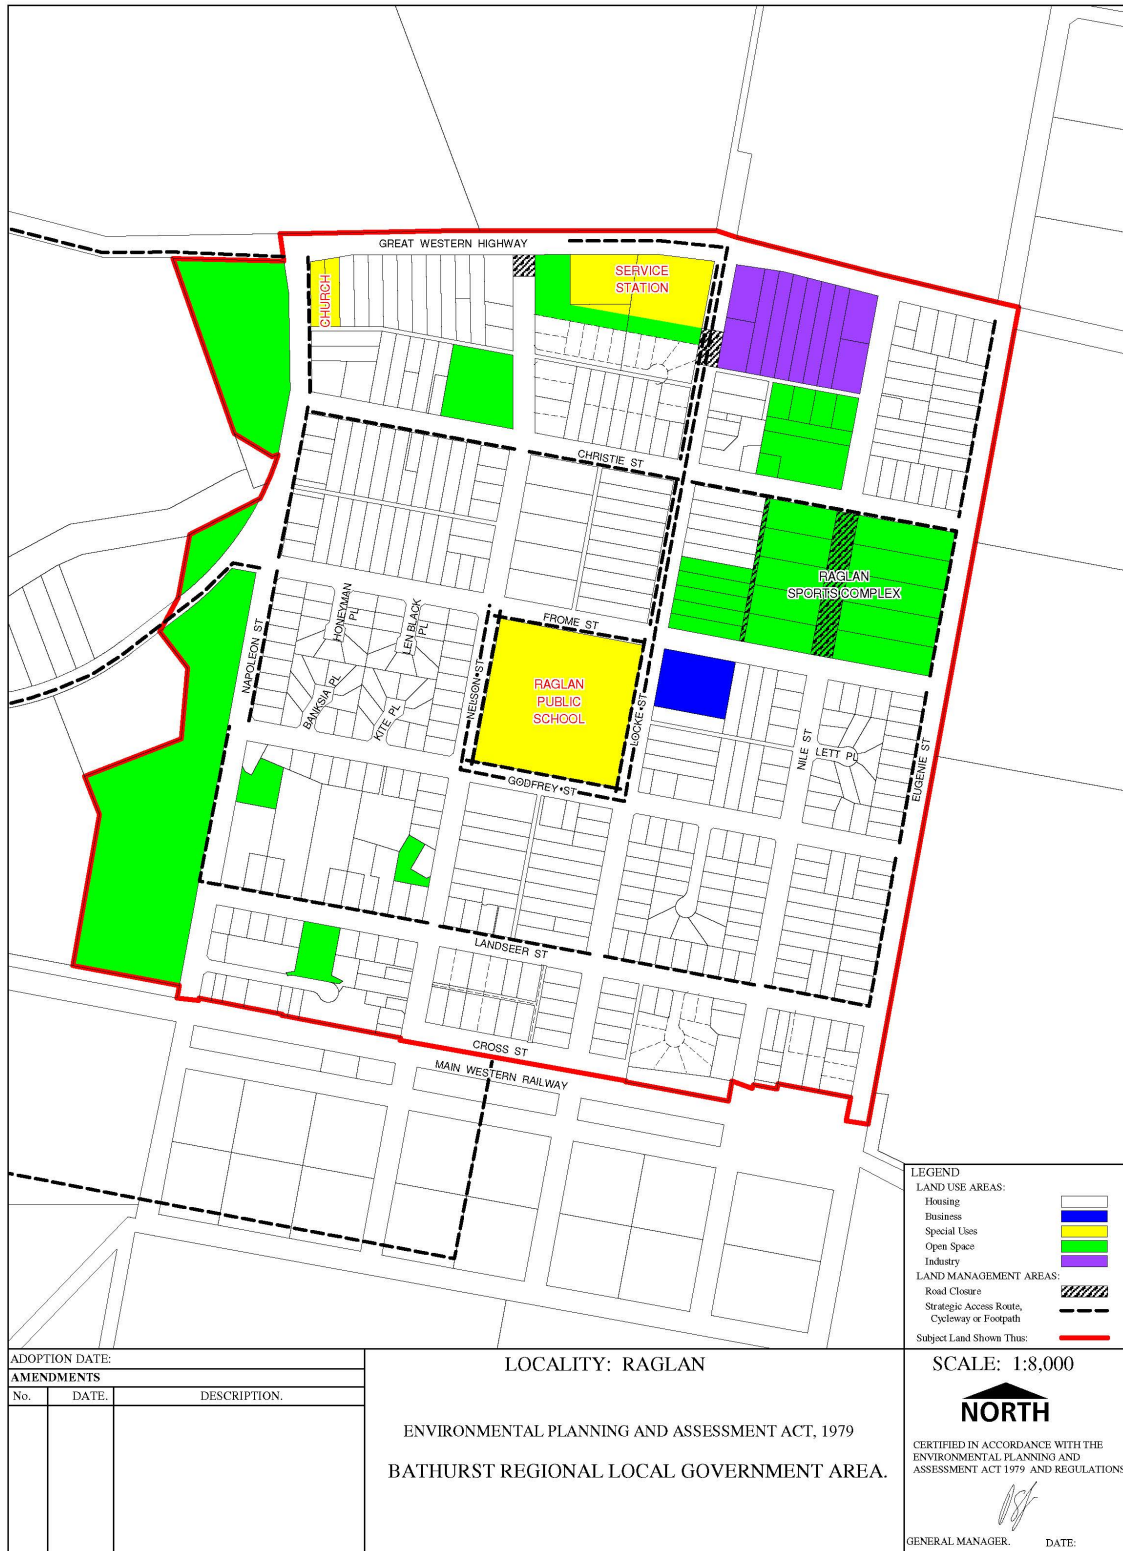 GREAT WESTERN HIGHWAY
CHURCH
SERVICE
STATION
CHRISTIE ST
RAGLAN
SPORTS COMPLEX
HONEYMAN
PL
LEN BLACK
PL
FROME ST
NAPOLEON ST
BANKSIA PL
KITE PL
NELSON ST
RAGLAN
PUBLIC
SCHOOL
LOCKE ST
GODFREY ST
NILE ST
LETT PL
EUGENIE ST
LANDSEER ST
CROSS ST
MAIN WESTERN RAILWAY
LEGEND
LAND USE AREAS:
Housing
Business
Special Uses
Open Space
Industry
LAND MANAGEMENT AREAS:
Road Closure
Strategic Access Route,
Cycleway or Footpath
Subject Land Shown Thus:
ADOPTION DATE:
AMENDMENTS
No. DATE. DESCRIPTION.
LOCALITY: RAGLAN
ENVIRONMENTAL PLANNING AND ASSESSMENT ACT, 1979
BATHURST REGIONAL LOCAL GOVERNMENT AREA.
SCALE: 1:8,000
NORTH
CERTIFIED IN ACCORDANCE WITH THE
ENVIRONMENTAL PLANNING AND
ASSESSMENT ACT 1979 AND REGULATIONS
GENERAL MANAGER. DATE: